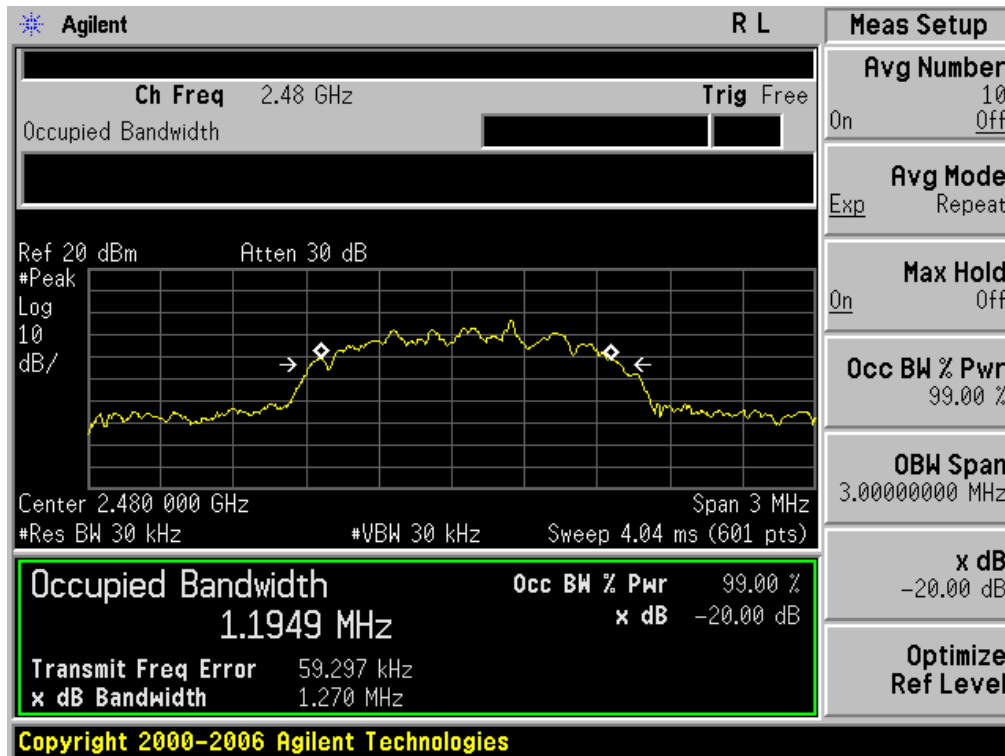 Agilent R L
Ch Freq 2.48 GHz Trig Free
Occupied Bandwidth
Ref 20 dBm Atten 30 dB
#Peak
Log
10
dB/
Center 2.480 000 GHz Span 3 MHz
#Res BW 30 kHz #VBW 30 kHz Sweep 4.04 ms (601 pts)
Occupied Bandwidth
1.1949 MHz
Occ BW % Pwr 99.00 %
x dB -20.00 dB
Transmit Freq Error 59.297 kHz
x dB Bandwidth 1.270 MHz
Copyright 2000-2006 Agilent Technologies
Meas Setup
Avg Number
10
On Off
Avg Mode
Exp Repeat
Max Hold
On Off
Occ BW % Pwr
99.00 %
OBW Span
3.00000000 MHz
x dB
-20.00 dB
Optimize
Ref Level